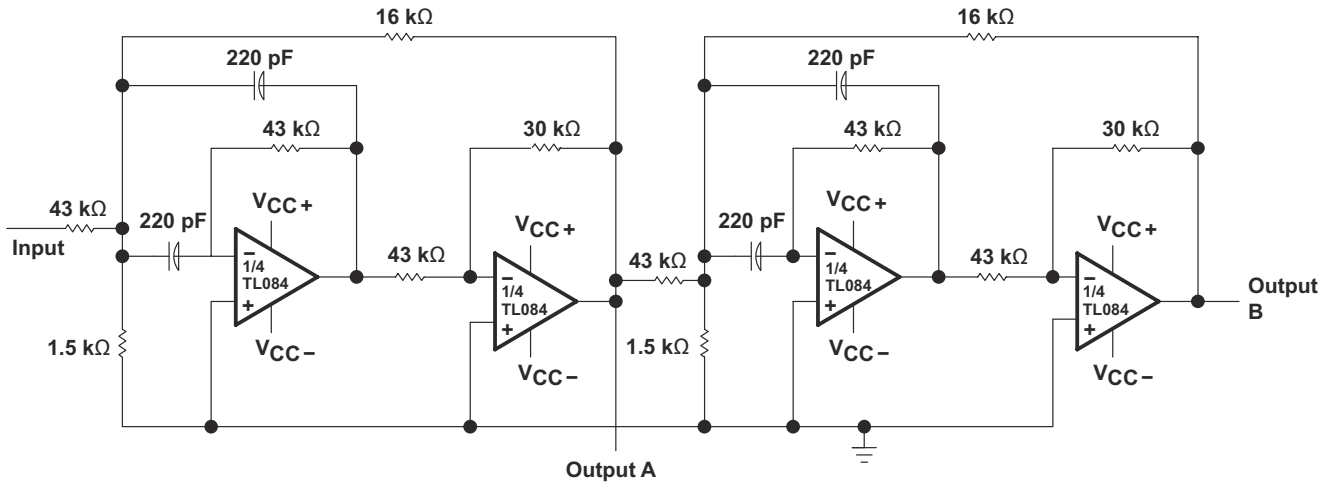 16 kΩ
16 kΩ
220 pF
220 pF
43 kΩ
30 kΩ
43 kΩ
30 kΩ
43 kΩ
Input
220 pF
VCC+
−
1/4
TL084
+
VCC−
1.5 kΩ
43 kΩ
VCC+
−
1/4
TL084
+
VCC−
43 kΩ
220 pF
VCC+
−
1/4
TL084
+
VCC−
1.5 kΩ
43 kΩ
VCC+
−
1/4
TL084
+
VCC−
Output
B
Output A